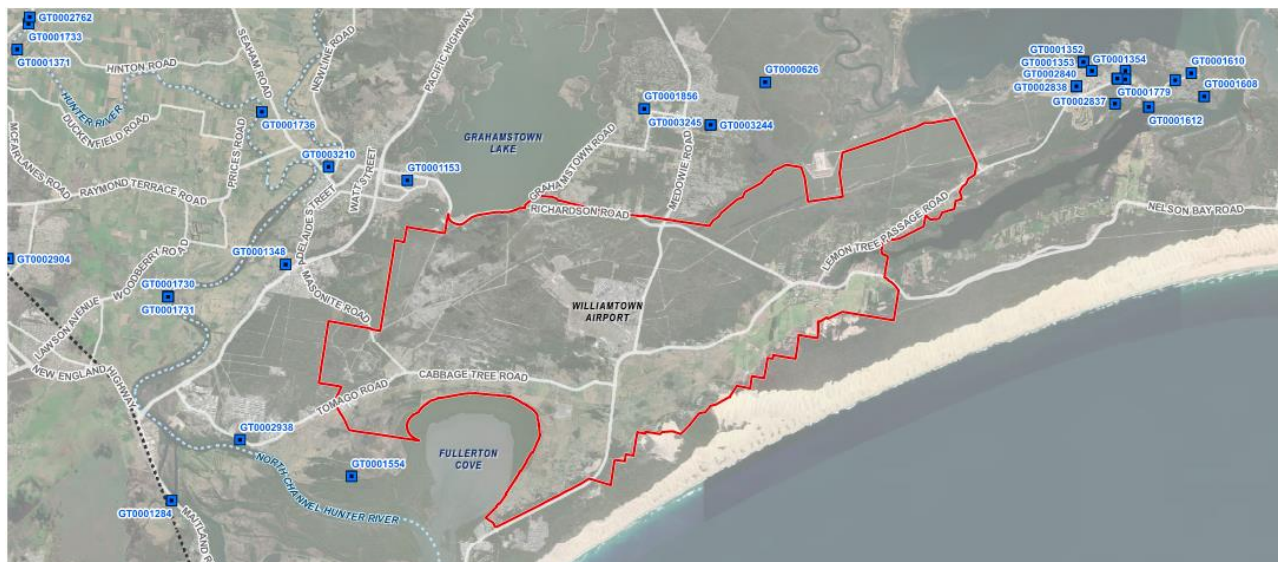 GT0002762
GT0001733
GT0001371
HINTON ROAD
SEAHAM ROAD
NEWLINE ROAD
PACIFIC HIGHWAY
HUNTER RIVER
DUCKENFIELD ROAD
MCFARLANES ROAD
PRICES ROAD
GT0001736
RAYMOND TERRACE ROAD
GT0003210
WATT STREET
GT0001153
ADELAIDE STREET
GRAHAMSTOWN
LAKE
GRAHAMSTOWN ROAD
GT0001856
GT0000626
GT0003245
GT0003244
MEDOWIE ROAD
RICHARDSON ROAD
GT0001352
GT0001353
GT0001354
GT0002840
GT0002838
GT0002837
GT0001779
GT0001610
GT0001608
GT0001612
NELSON BAY ROAD
LEMON TREE PASSAGE ROAD
GT0002904
WOODBERRY ROAD
GT0001348
GT0001730
GT0001731
MASONITE ROAD
LAWSON AVENUE
NEW ENGLAND HIGHWAY
WILLIAMTOWN
AIRPORT
CABBAGE TREE ROAD
TOMAGO ROAD
GT0002938
FULLERTON
COVE
GT0001554
NORTH CHANNEL HUNTER RIVER
GT0001284
MAITLAND R